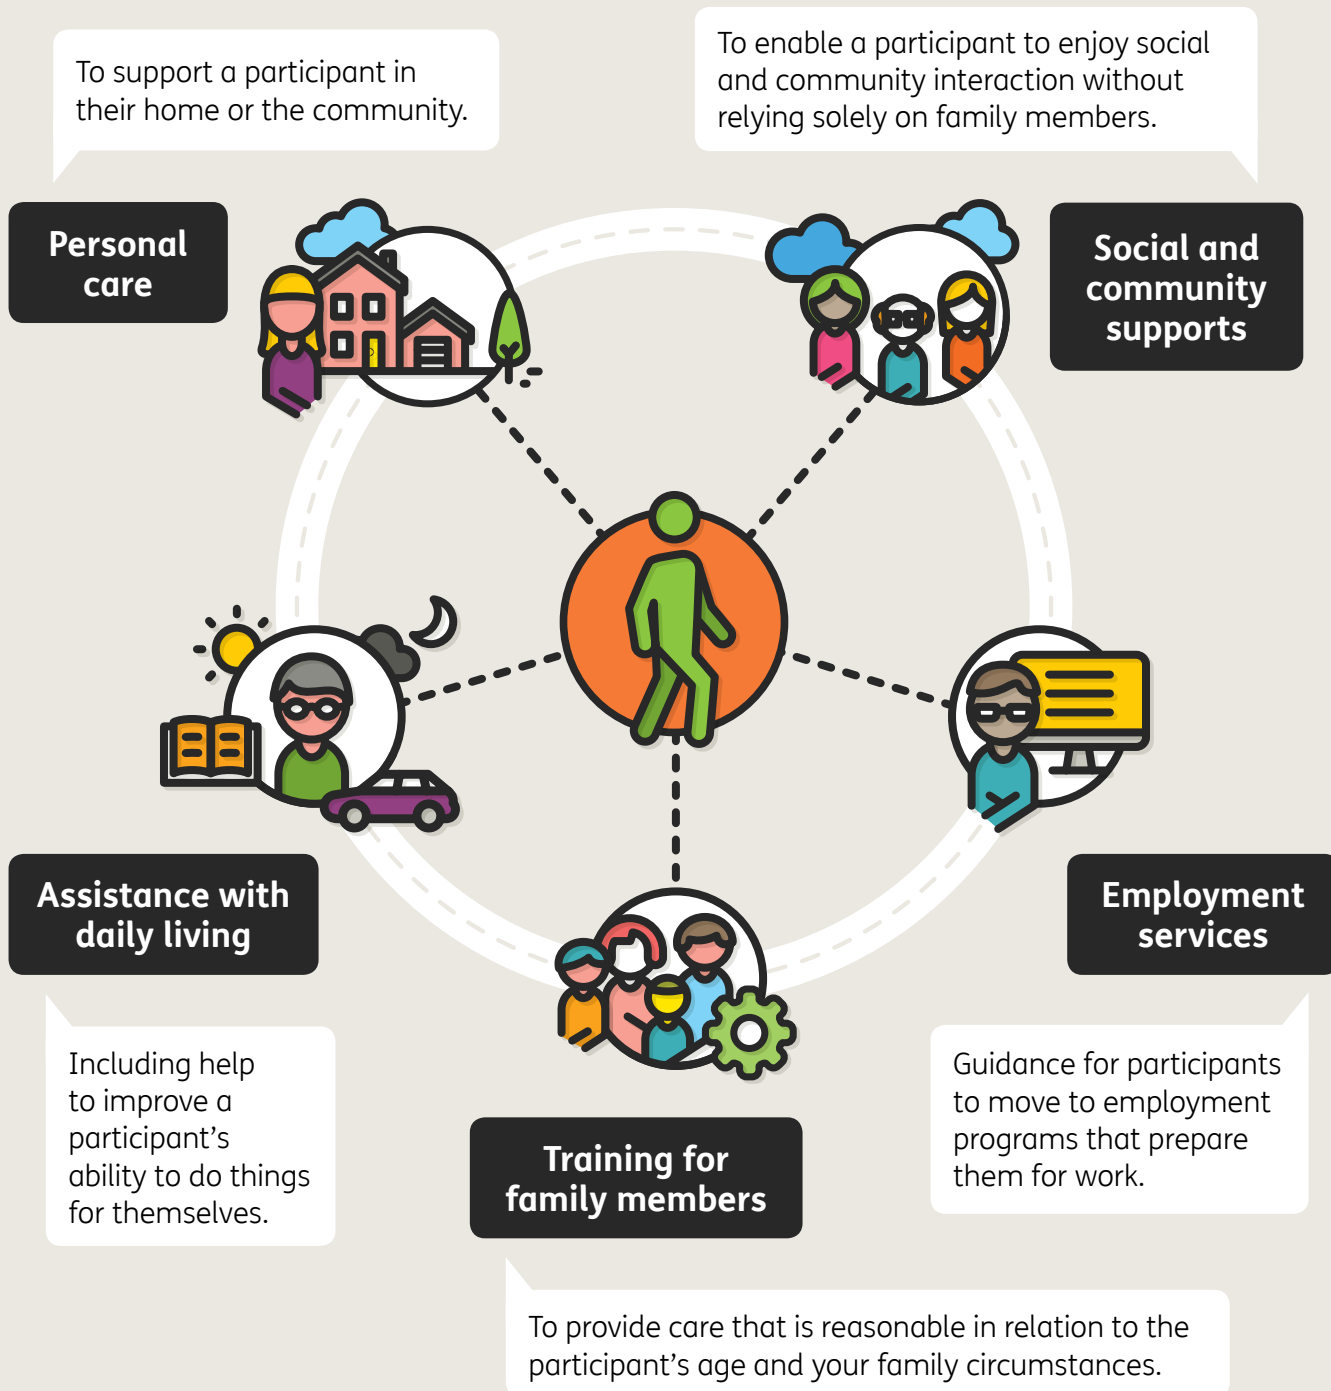 To support a participant in
their home or the community.
To enable a participant to enjoy social
and community interaction without
relying solely on family members.
Personal
care
Social and
community
supports
Assistance with
daily living
Employment
services
Including help
to improve a
participant’s
ability to do things
for themselves.
Guidance for participants
to move to employment
programs that prepare
them for work.
Training for
family members
To provide care that is reasonable in relation to the
participant’s age and your family circumstances.